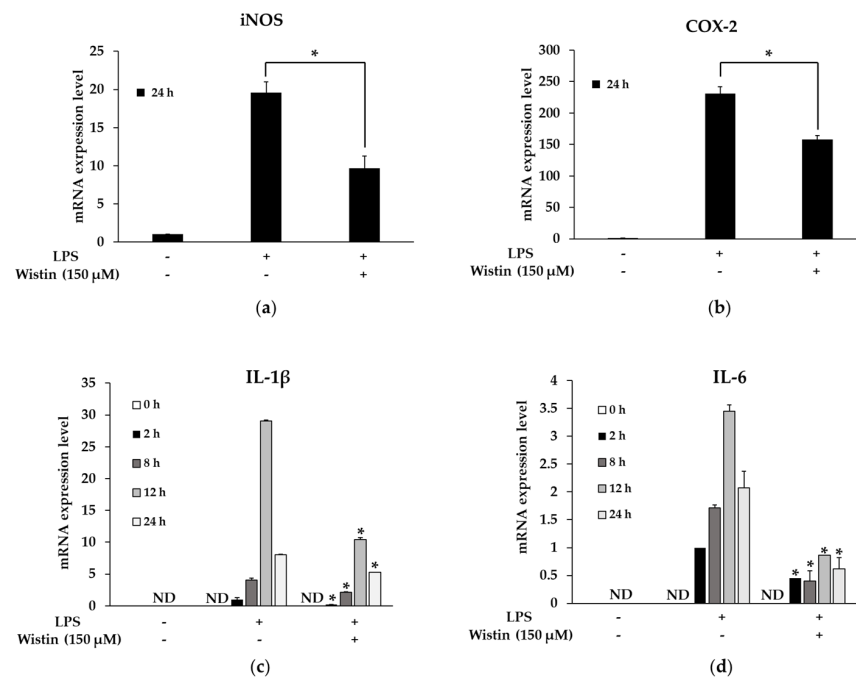 iNOS
mRNA exrpession level
25
20
15
10
5
0
24 h
*
LPS - + +
Wistin (150 μM) - - +
(a)
COX-2
mRNA expression level
300
250
200
150
100
50
0
24 h
*
LPS - + +
Wistin (150 μM) - - +
(b)
IL-1β
mRNA expression level
35
30
25
20
15
10
5
0
0 h
2 h
8 h
12 h
24 h
ND ND ND
* * * *
LPS - + +
Wistin (150 μM) - - +
(c)
IL-6
mRNA expression level
4
3.5
3
2.5
2
1.5
1
0.5
0
0 h
2 h
8 h
12 h
24 h
ND ND ND
* * * *
LPS - + +
Wistin (150 μM) - - +
(d)